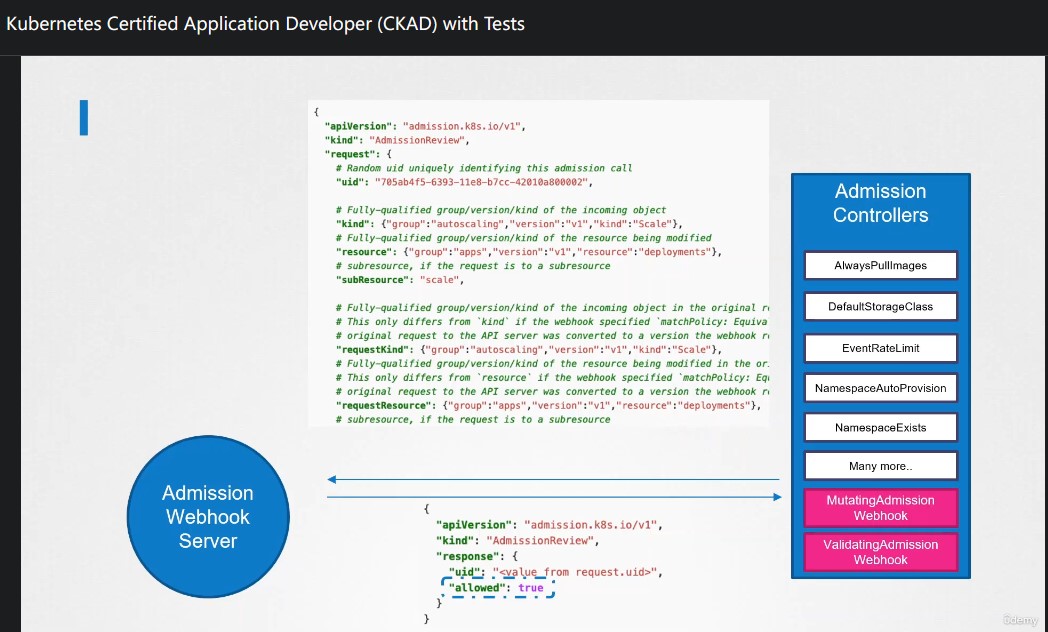 Kubernetes Certified Application Developer (CKAD) with Tests
{
"apiVersion": "admission.k8s.io/v1",
"kind": "AdmissionReview",
"request": {
# Random uid uniquely identifying this admission call
"uid": "705ab4f5-6393-11e8-b7cc-42010a800002",
# Fully-qualified group/version/kind of the incoming object
"kind": {"group":"autoscaling","version":"v1","kind":"Scale"},
# Fully-qualified group/version/kind of the resource being modified
"resource": {"group":"apps","version":"v1","resource":"deployments"},
# subresource, if the request is to a subresource
"subResource": "scale",
# Fully-qualified group/version/kind of the incoming object in the original r
# This only differs from `kind` if the webhook specified `matchPolicy: Equiva
# original request to the API server was converted to a version the webhook r
"requestKind": {"group":"autoscaling","version":"v1","kind":"Scale"},
# Fully-qualified group/version/kind of the resource being modified in the or
# This only differs from `resource` if the webhook specified `matchPolicy: Equ
# original request to the API server was converted to a version the webhook r
"requestResource": {"group":"apps","version":"v1","resource":"deployments"},
# subresource, if the request is to a subresource
Admission
Controllers
AlwaysPullImages
DefaultStorageClass
EventRateLimit
NamespaceAutoProvision
NamespaceExists
Many more..
MutatingAdmission
Webhook
ValidatingAdmission
Webhook
Admission
Webhook
Server
{
"apiVersion": "admission.k8s.io/v1",
"kind": "AdmissionReview",
"response": {
"uid": "<value from request.uid>",
"allowed": true
}
}
ûdemy